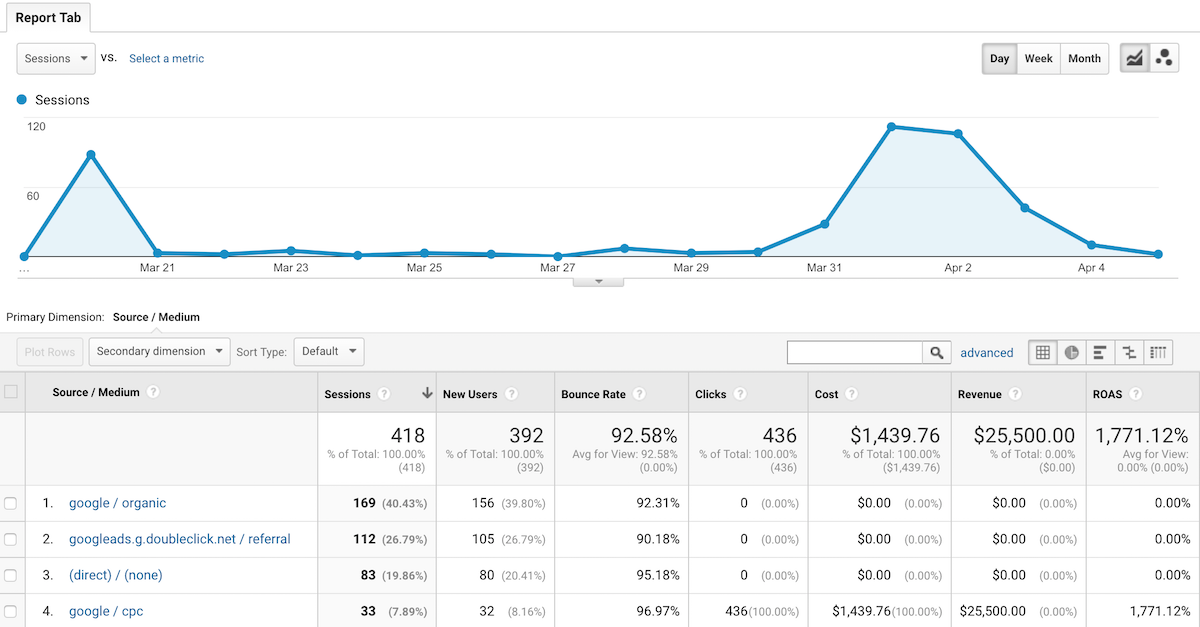 Report Tab
Sessions VS. Select a metric Day Week Month
Sessions
120
60
... Mar 21 Mar 23 Mar 25 Mar 27 Mar 29 Mar 31 Apr 2 Apr 4
Primary Dimension: Source / Medium
Plot Rows Secondary dimension Sort Type: Default advanced
Source / Medium ? Sessions ? New Users ? Bounce Rate ? Clicks ? Cost ? Revenue ? ROAS ?
418 392 92.58% 436 $1,439.76 $25,500.00 1,771.12%
% of Total: 100.00% % of Total: 100.00% Avg for View: 92.58% % of Total: 100.00% % of Total: 100.00% % of Total: 0.00% Avg for View:
(418) (392) (0.00%) (436) ($1,439.76) ($0.00) 0.00% (0.00%)
1. google / organic 169 (40.43%) 156 (39.80%) 92.31% 0 (0.00%) $0.00 (0.00%) $0.00 (0.00%) 0.00%
2. googleads.g.doubleclick.net / referral 112 (26.79%) 105 (26.79%) 90.18% 0 (0.00%) $0.00 (0.00%) $0.00 (0.00%) 0.00%
3. (direct) / (none) 83 (19.86%) 80 (20.41%) 95.18% 0 (0.00%) $0.00 (0.00%) $0.00 (0.00%) 0.00%
4. google / cpc 33 (7.89%) 32 (8.16%) 96.97% 436(100.00%) $1,439.76(100.00%) $25,500.00 (0.00%) 1,771.12%